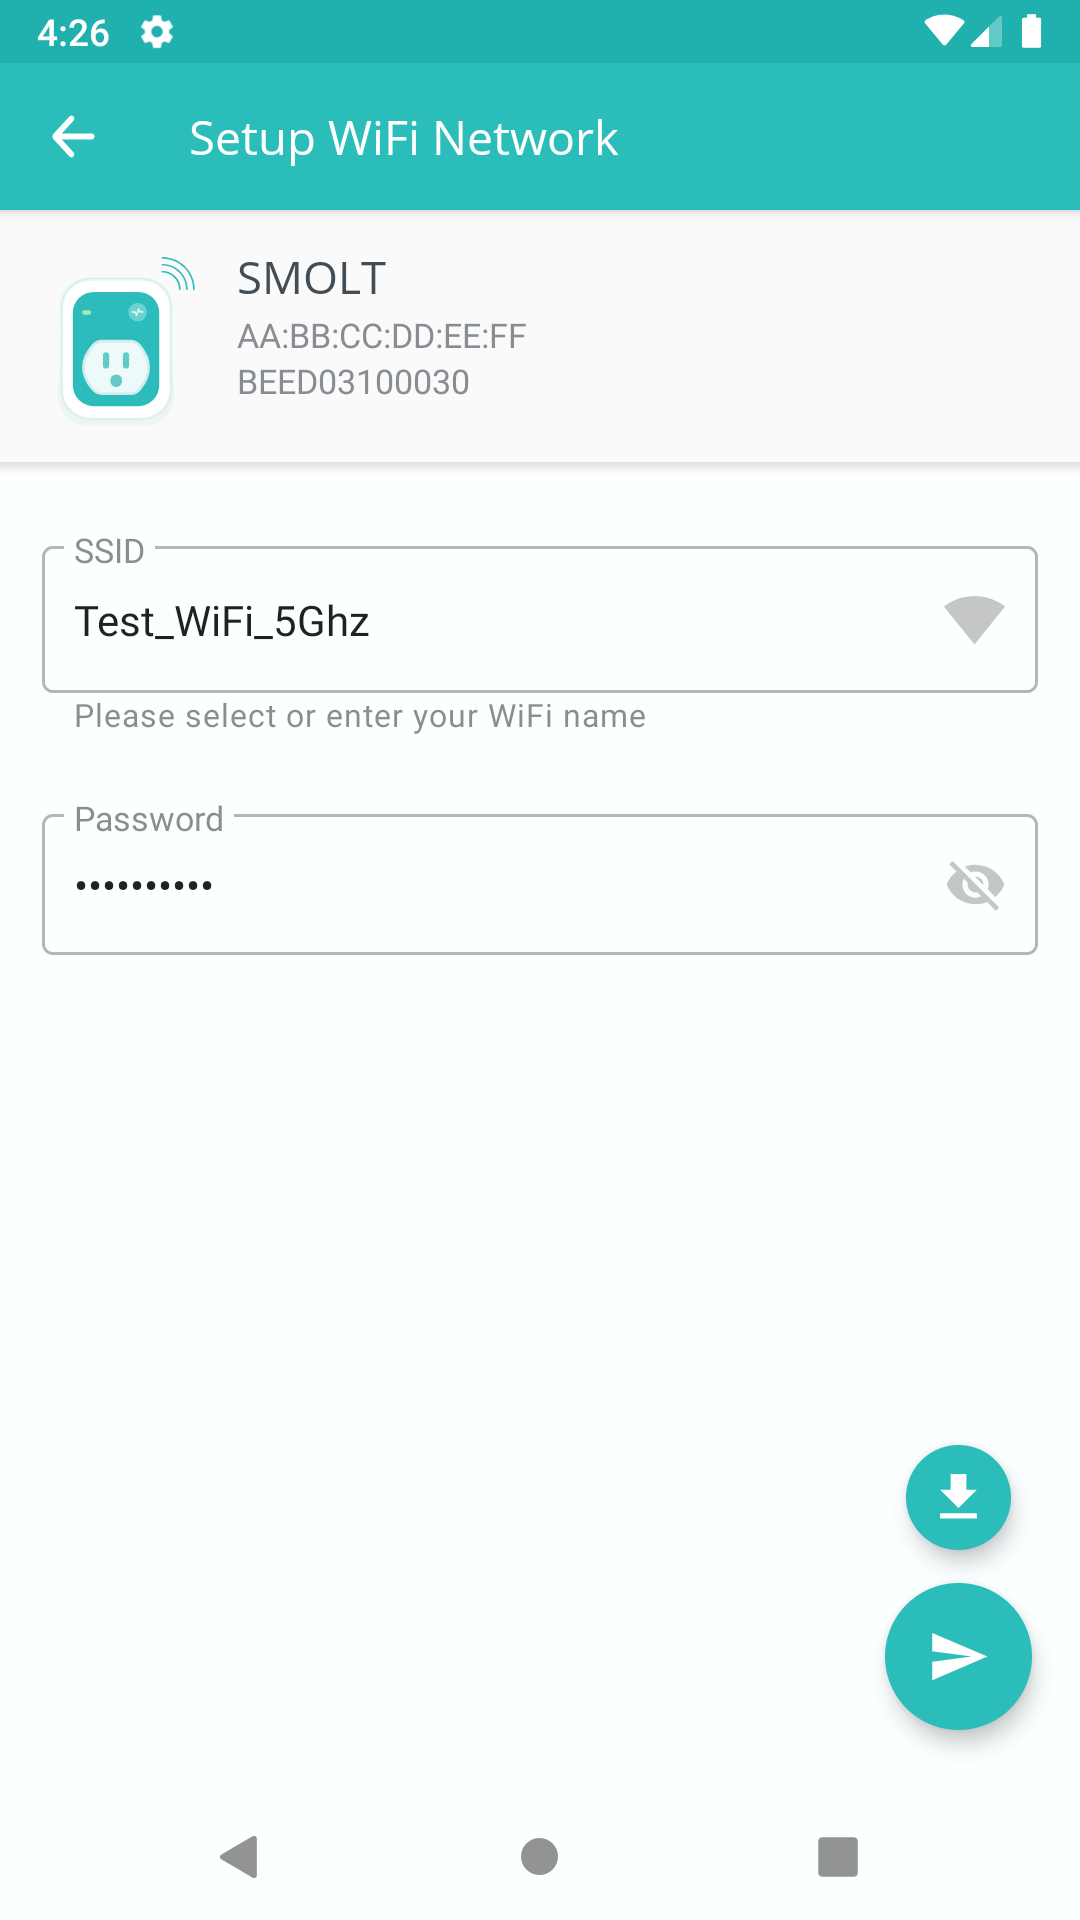 4:26
Setup WiFi Network
SMOLT
AA:BB:CC:DD:EE:FF
BEED03100030
SSID
Test_WiFi_5Ghz
Please select or enter your WiFi name
Password
••••••••••